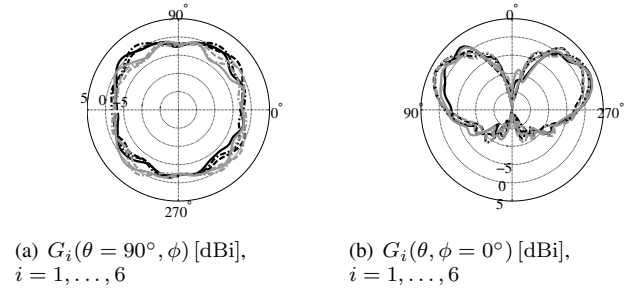 90°
0°
5 0 −5
0°
90°
270°
−5
0
5
270°
(a) G_i(θ = 90°, ϕ) [dBi],
i = 1, . . . , 6
(b) G_i(θ, ϕ = 0°) [dBi],
i = 1, . . . , 6